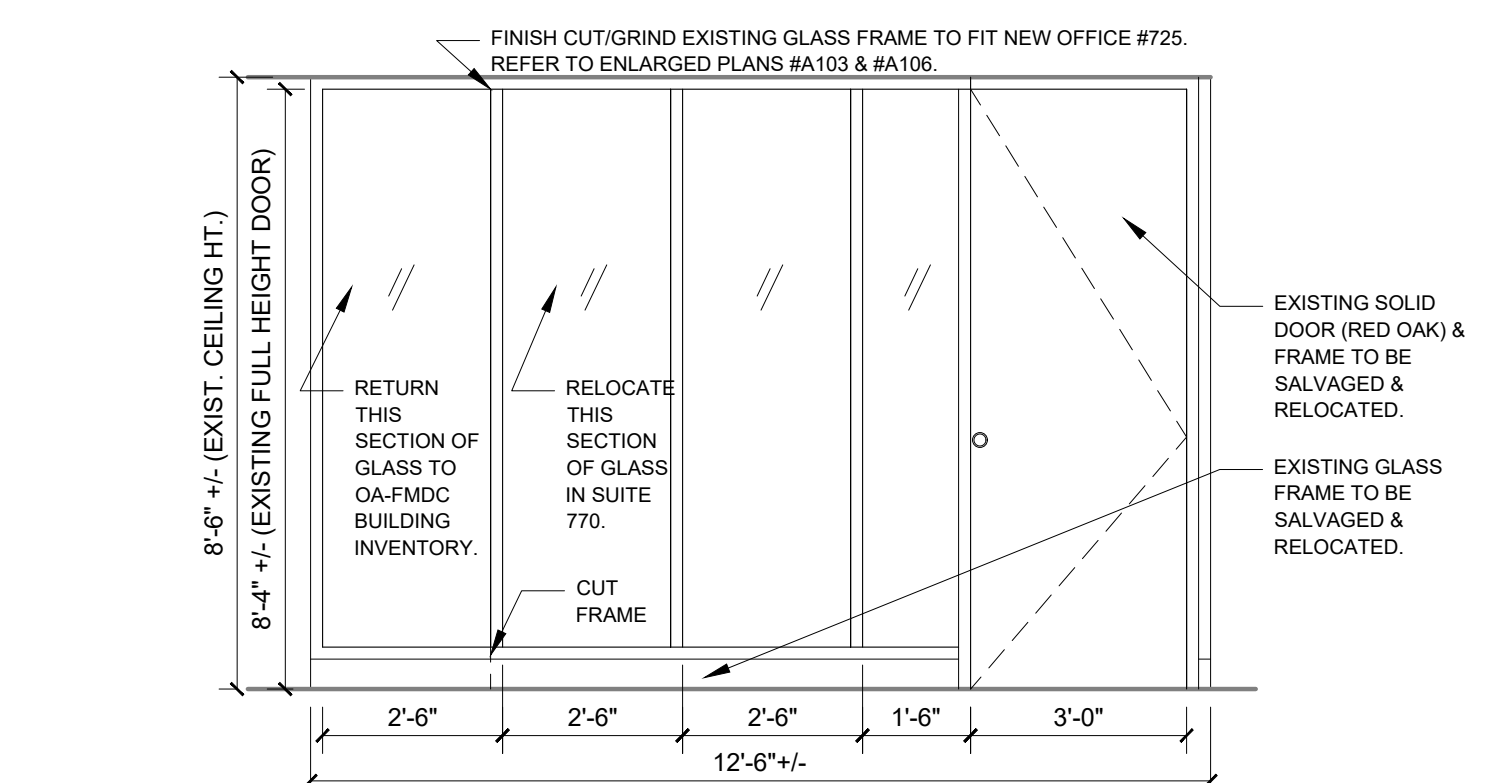 FINISH CUT/GRIND EXISTING GLASS FRAME TO FIT NEW OFFICE #725.
REFER TO ENLARGED PLANS #A103 & #A106.
8'-6" +/- (EXIST. CEILING HT.)
8'-4" +/- (EXISTING FULL HEIGHT DOOR)
RETURN
THIS
SECTION OF
GLASS TO
OA-FMDC
BUILDING
INVENTORY.
RELOCATE
THIS
SECTION
OF GLASS
IN SUITE
770.
CUT
FRAME
EXISTING SOLID
DOOR (RED OAK) &
FRAME TO BE
SALVAGED &
RELOCATED.
EXISTING GLASS
FRAME TO BE
SALVAGED &
RELOCATED.
2'-6"
2'-6"
2'-6"
1'-6"
3'-0"
12'-6"+/-